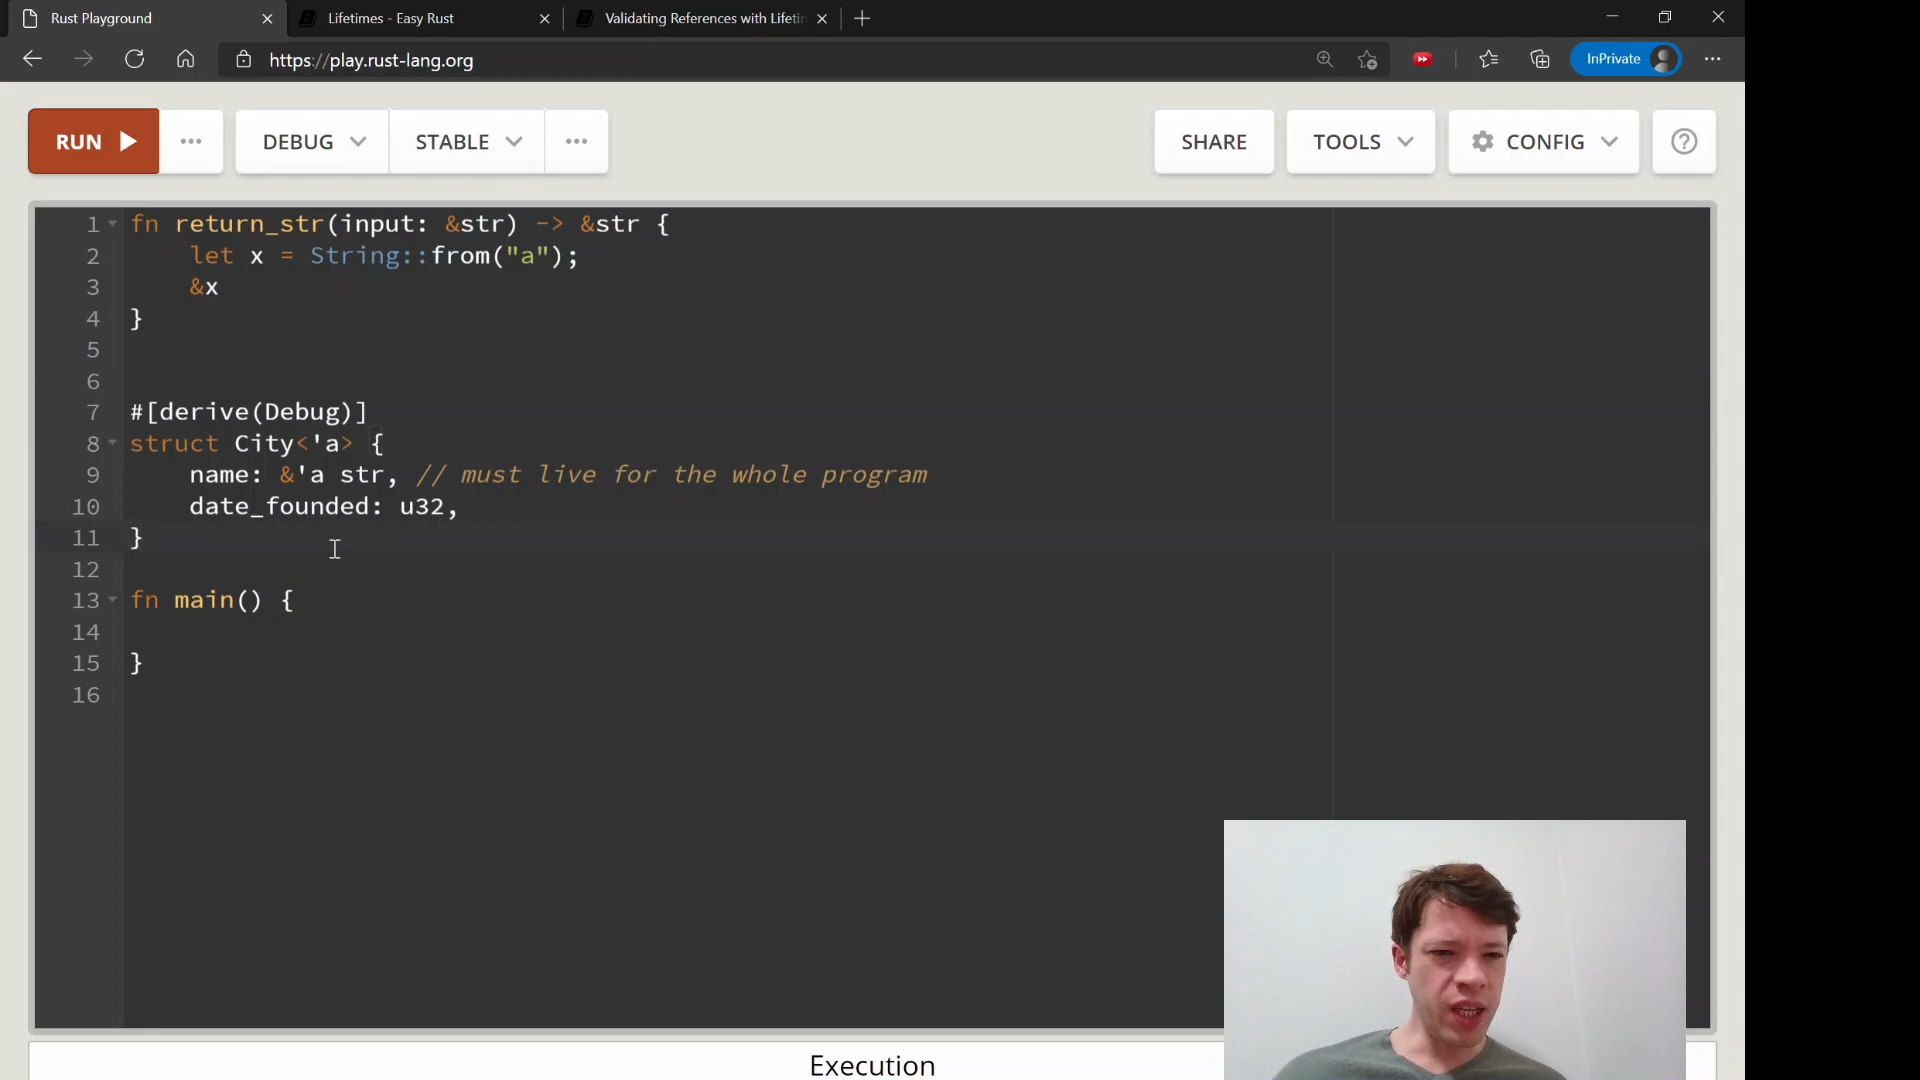 Rust Playground
Lifetimes - Easy Rust
Validating References with Lifetin
https://play.rust-lang.org
InPrivate
RUN
DEBUG
STABLE
SHARE
TOOLS
CONFIG
1 fn return_str(input: &str) -> &str {
2 let x = String::from("a");
3 &x
4 }
5
6
7 #[derive(Debug)]
8 struct City<'a> {
9 name: &'a str, // must live for the whole program
10 date_founded: u32,
11 }
12
13 fn main() {
14
15 }
16
Execution